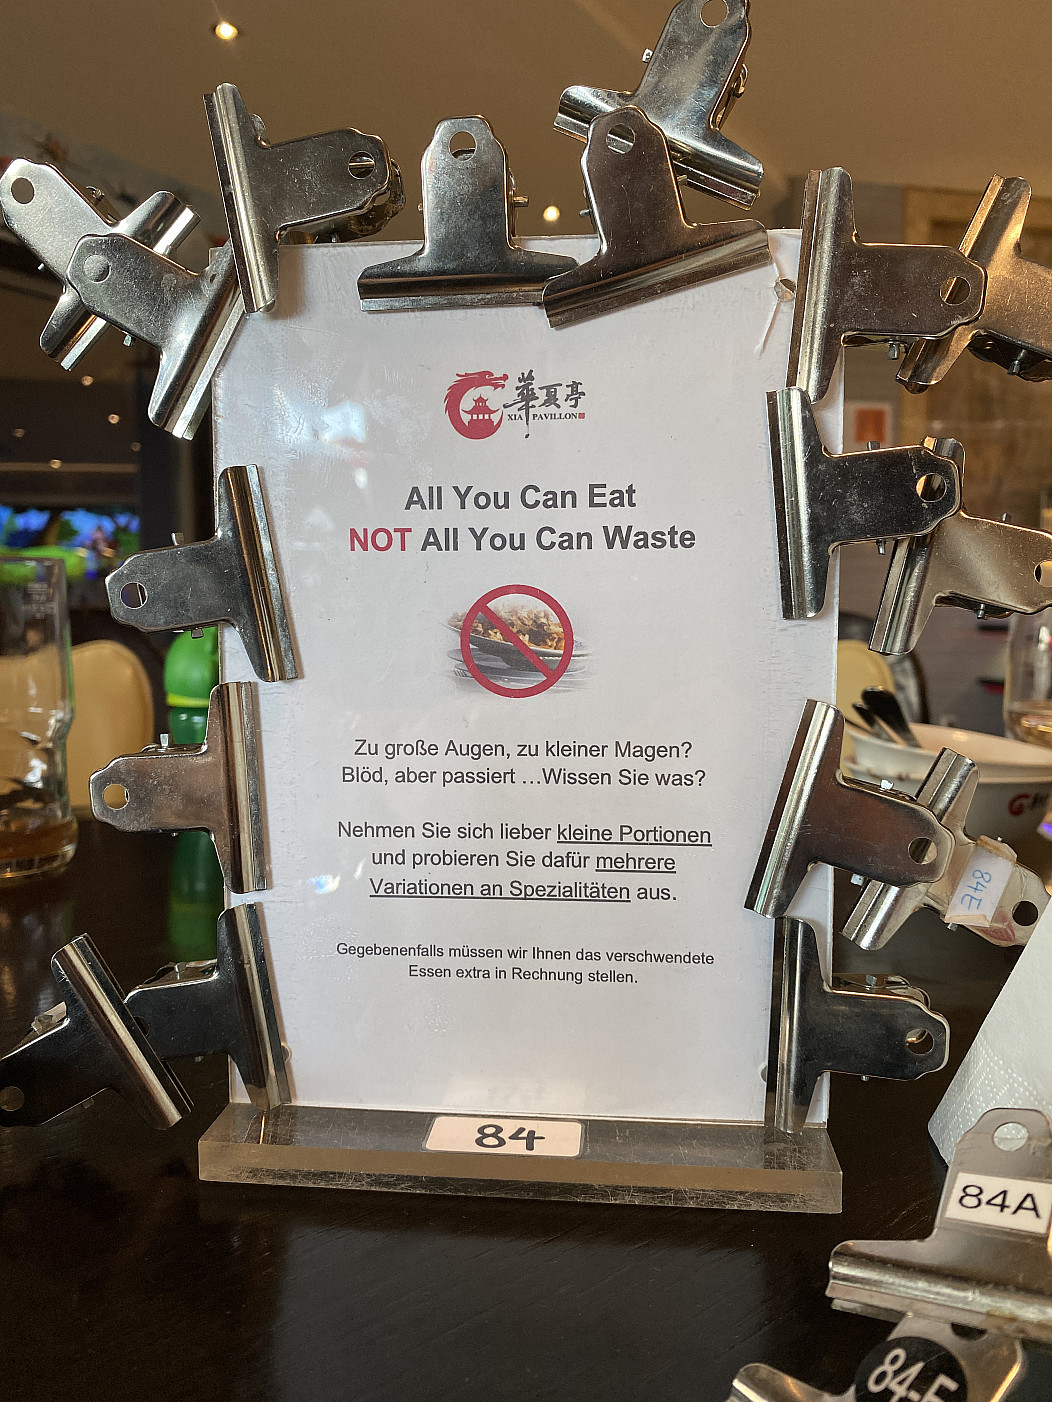 華夏亭
XIA PAVILLON
All You Can Eat
NOT All You Can Waste
Zu große Augen, zu kleiner Magen?
Blöd, aber passiert ...Wissen Sie was?
Nehmen Sie sich lieber kleine Portionen
und probieren Sie dafür mehrere
Variationen an Spezialitäten aus.
Gegebenenfalls müssen wir Ihnen das verschwendete
Essen extra in Rechnung stellen.
84
84E
84A